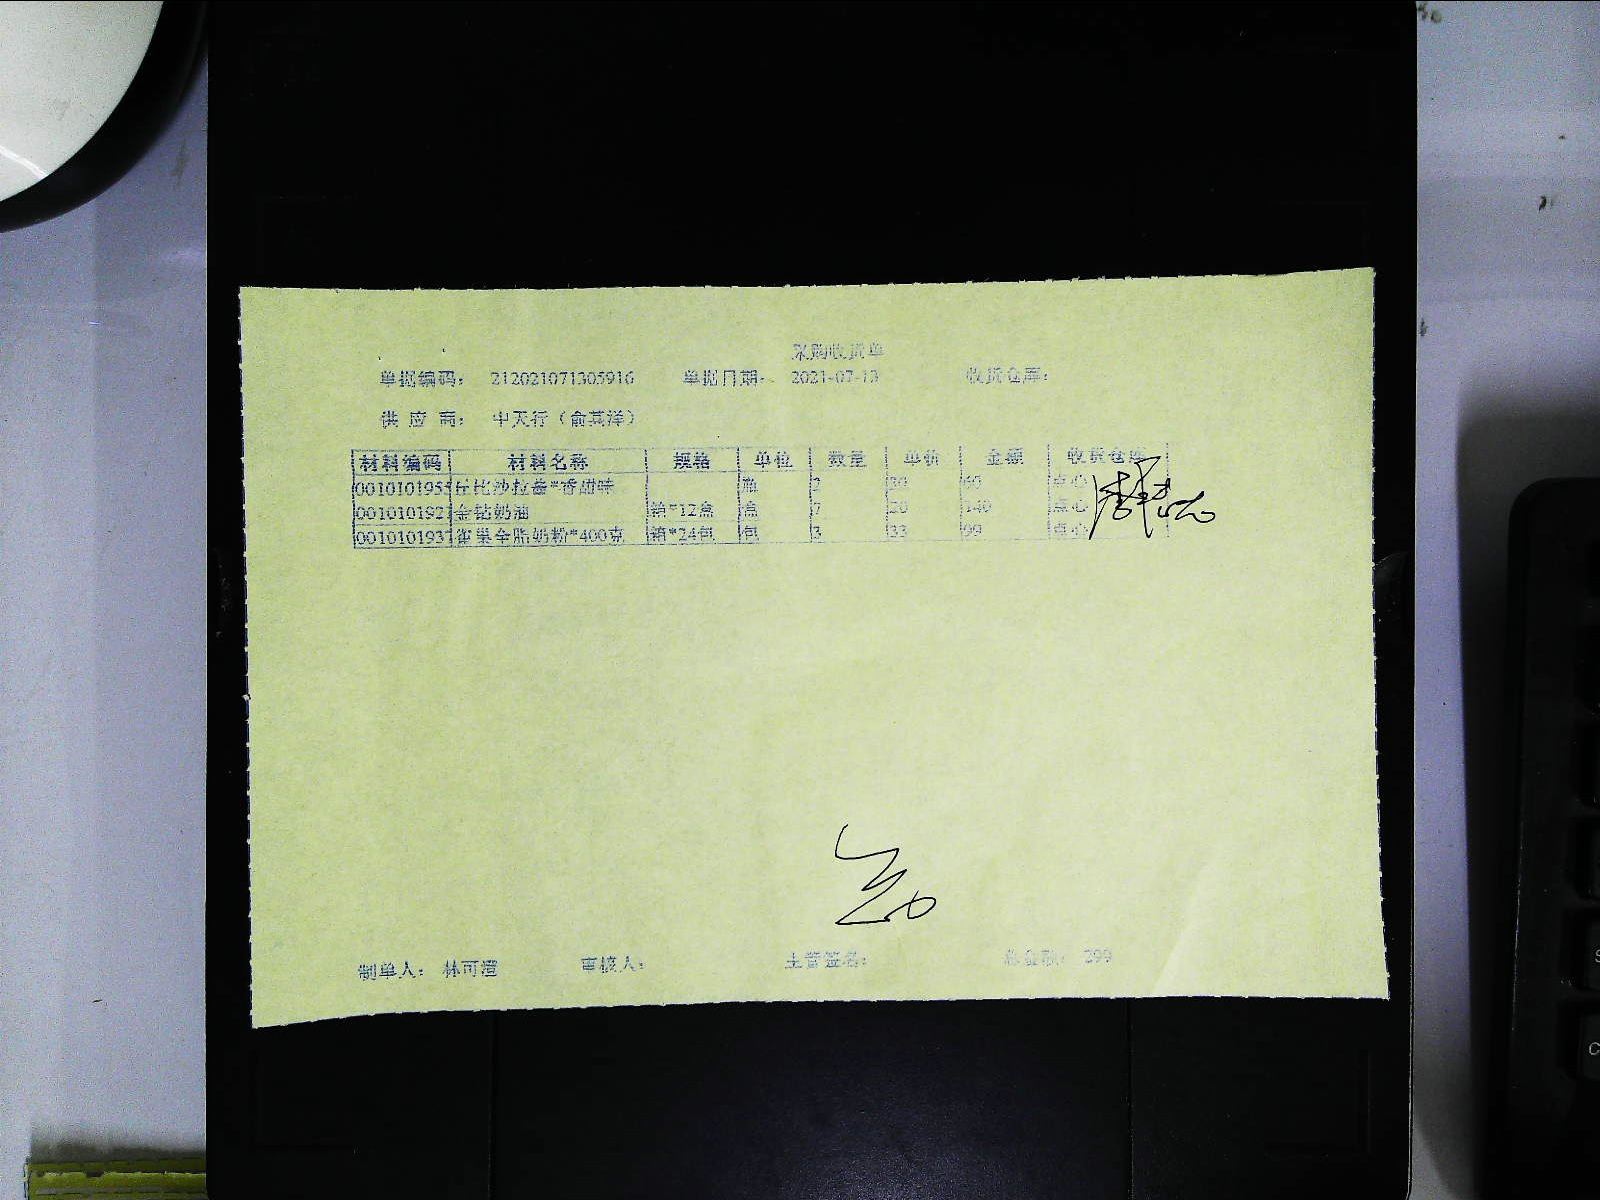 采购收货单
单据编码： 212021071305916 单据日期： 2021-07-13 收货仓库：
供 应 商： 中天行（俞其洋）
材料编码 材料名称 规格 单位 数量 单价 金额 收货仓库
0010101955 丘比沙拉酱*香甜味 瓶 2 30 60 点心
001010192 金钻奶油 箱*12盒 盒 7 20 140 点心
001010193 雀巢全脂奶粉*400克 箱*24包 包 3 33 99 点心
制单人： 林可澄 审核人： 主管签名： 总金额： 299